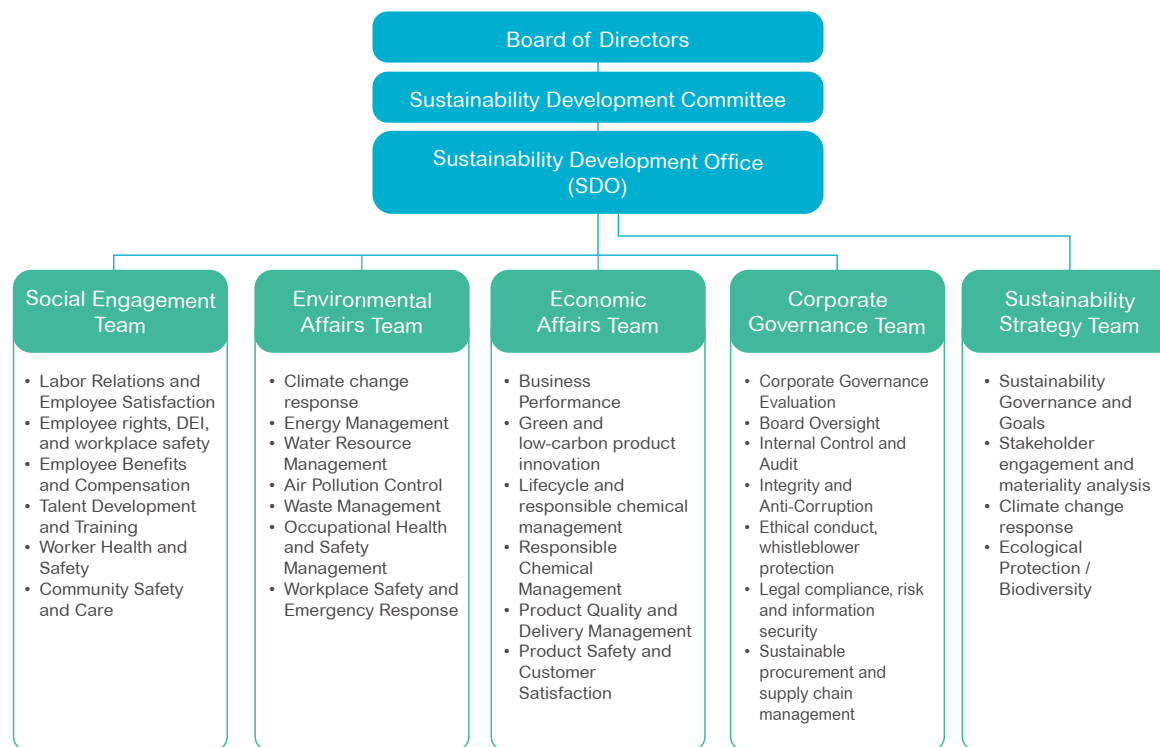 Board of Directors
Sustainability Development Committee
Sustainability Development Office
(SDO)
Social Engagement
Team
• Labor Relations and
Employee Satisfaction
• Employee rights, DEI,
and workplace safety
• Employee Benefits
and Compensation
• Talent Development
and Training
• Worker Health and
Safety
• Community Safety
and Care
Environmental
Affairs Team
• Climate change
response
• Energy Management
• Water Resource
Management
• Air Pollution Control
• Waste Management
• Occupational Health
and Safety
Management
• Workplace Safety and
Emergency Response
Economic
Affairs Team
• Business
Performance
• Green and
low-carbon product
innovation
• Lifecycle and
responsible chemical
management
• Responsible
Chemical
Management
• Product Quality and
Delivery Management
• Product Safety and
Customer
Satisfaction
Corporate
Governance Team
• Corporate Governance
Evaluation
• Board Oversight
• Internal Control and
Audit
• Integrity and
Anti-Corruption
• Ethical conduct,
whistleblower
protection
• Legal compliance, risk
and information
security
• Sustainable
procurement and
supply chain
management
Sustainability
Strategy Team
• Sustainability
Governance and
Goals
• Stakeholder
engagement and
materiality analysis
• Climate change
response
• Ecological
Protection /
Biodiversity